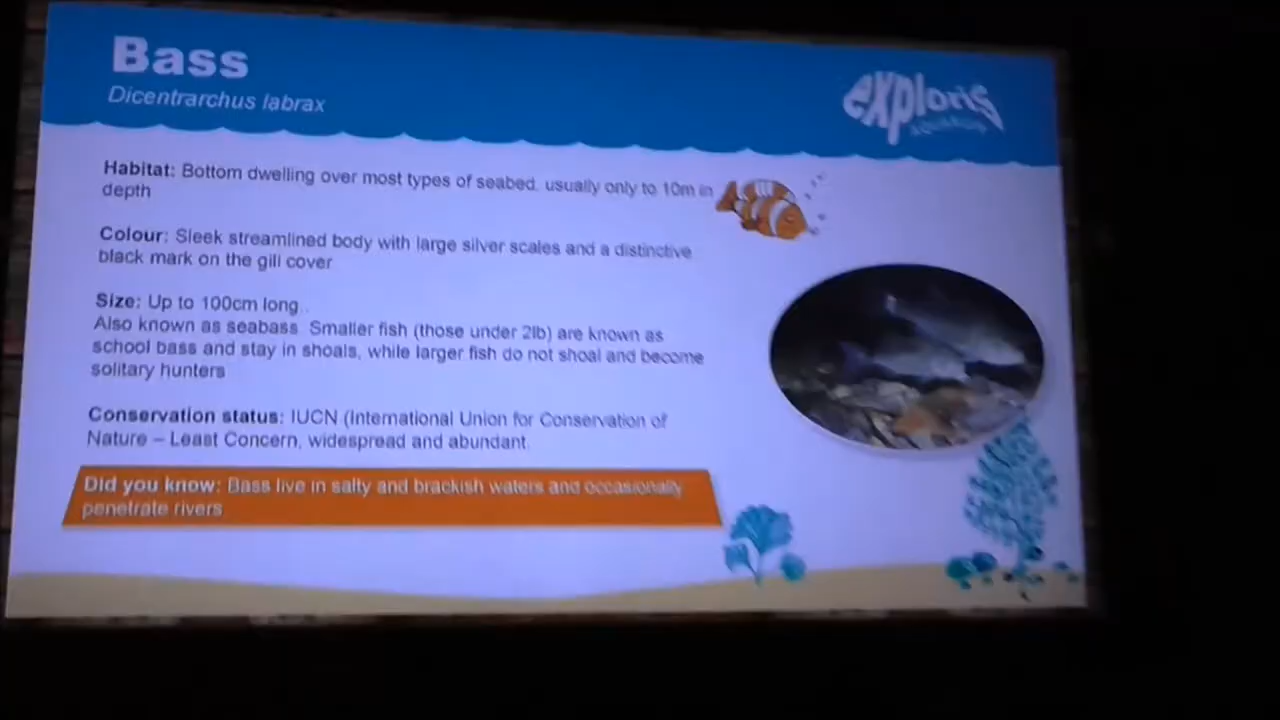 Bass
Dicentrarchus labrax
exploris
AQUARIUM
Habitat: Bottom dwelling over most types of seabed, usually only to 10m in
depth
Colour: Sleek streamlined body with large silver scales and a distinctive
black mark on the gill cover
Size: Up to 100cm long.
Also known as seabass. Smaller fish (those under 2lb) are known as
school bass and stay in shoals, while larger fish do not shoal and become
solitary hunters
Conservation status: IUCN (International Union for Conservation of
Nature – Least Concern, widespread and abundant.
Did you know: Bass live in salty and brackish waters and occasionally
penetrate rivers